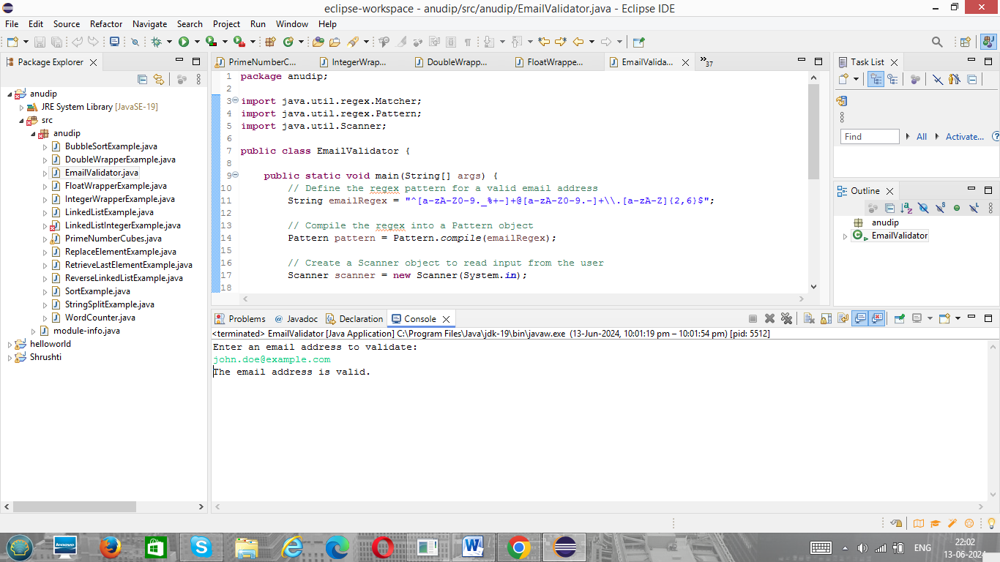 eclipse-workspace - anudip/src/anudip/EmailValidator.java - Eclipse IDE
File Edit Source Refactor Navigate Search Project Run Window Help
Package Explorer
anudip
JRE System Library [JavaSE-19]
src
anudip
BubbleSortExample.java
DoubleWrapperExample.java
EmailValidator.java
FloatWrapperExample.java
IntegerWrapperExample.java
LinkedListExample.java
LinkedListIntegerExample.java
PrimeNumberCubes.java
ReplaceElementExample.java
RetrieveLastElementExample.java
ReverseLinkedListExample.java
SortExample.java
StringSplitExample.java
WordCounter.java
module-info.java
helloworld
Shrushti
PrimeNumberC... IntegerWrap... DoubleWrapp... FloatWrappe... EmailValida... »37
1 package anudip;
2
3 import java.util.regex.Matcher;
4 import java.util.regex.Pattern;
5 import java.util.Scanner;
6
7 public class EmailValidator {
8
9 public static void main(String[] args) {
10 // Define the regex pattern for a valid email address
11 String emailRegex = "^[a-zA-Z0-9._%+-]+@[a-zA-Z0-9.-]+\\.[a-zA-Z]{2,6}$";
12
13 // Compile the regex into a Pattern object
14 Pattern pattern = Pattern.compile(emailRegex);
15
16 // Create a Scanner object to read input from the user
17 Scanner scanner = new Scanner(System.in);
18
Task List
Find All Activate...
Outline
anudip
EmailValidator
Problems @ Javadoc Declaration Console
<terminated> EmailValidator [Java Application] C:\Program Files\Java\jdk-19\bin\javaw.exe (13-Jun-2024, 10:01:19 pm – 10:01:54 pm) [pid: 5512]
Enter an email address to validate:
john.doe@example.com
The email address is valid.
lenovo
ENG
22:02
13-06-2024